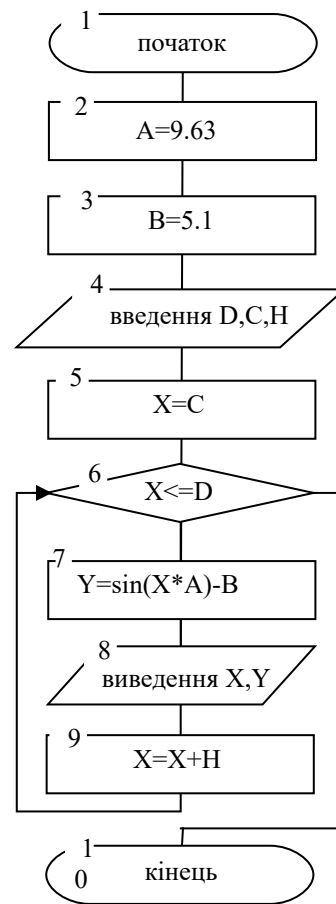 1
початок
2
A=9.63
3
B=5.1
4
введення D,C,H
5
X=C
6
X<=D
7
Y=sin(X*A)-B
8
виведення X,Y
9
X=X+H
1
0
кінець